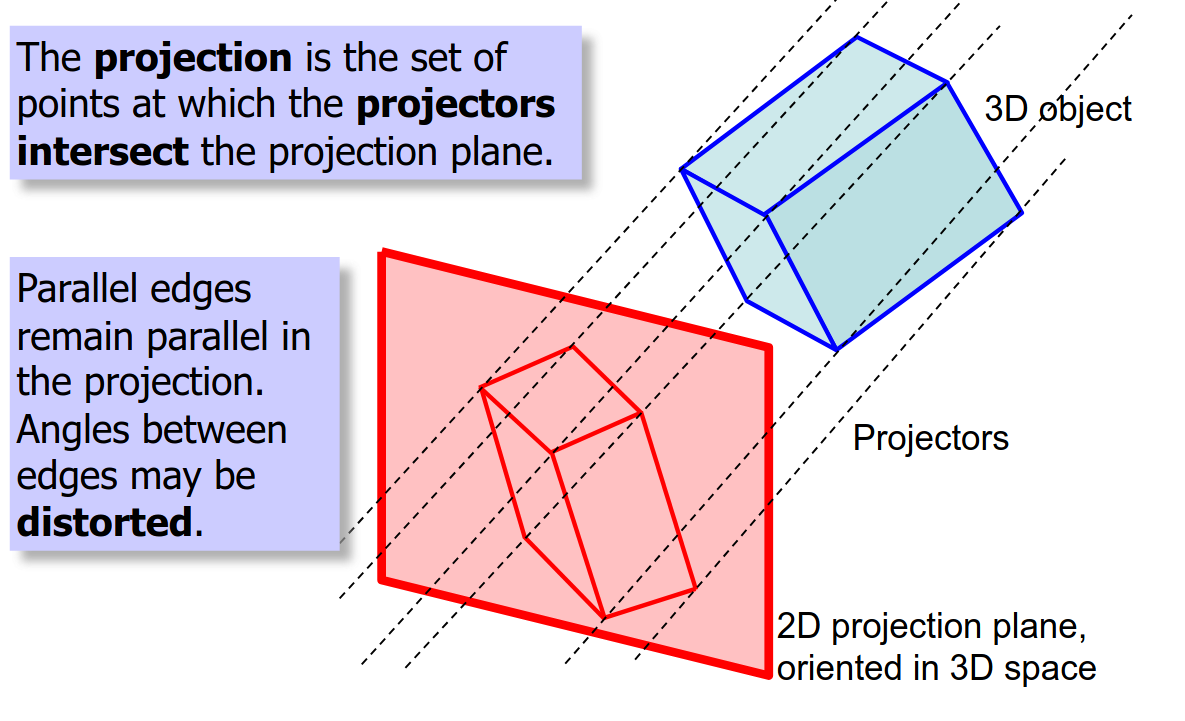 The projection is the set of
points at which the projectors
intersect the projection plane.
3D object
Parallel edges
remain parallel in
the projection.
Angles between
edges may be
distorted.
Projectors
2D projection plane,
oriented in 3D space